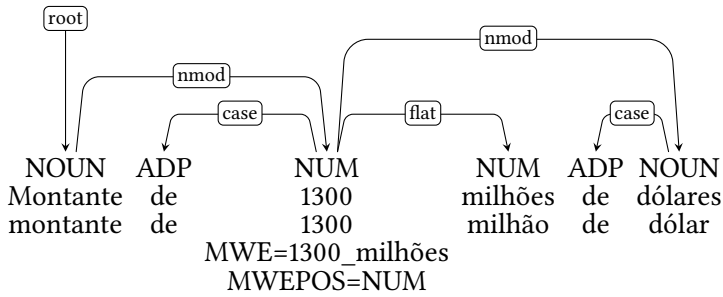 root
nmod
nmod
case
flat
case
NOUN ADP NUM NUM ADP NOUN
Montante de 1300 milhões de dólares
montante de 1300 milhão de dólar
MWE=1300_milhões
MWEPOS=NUM